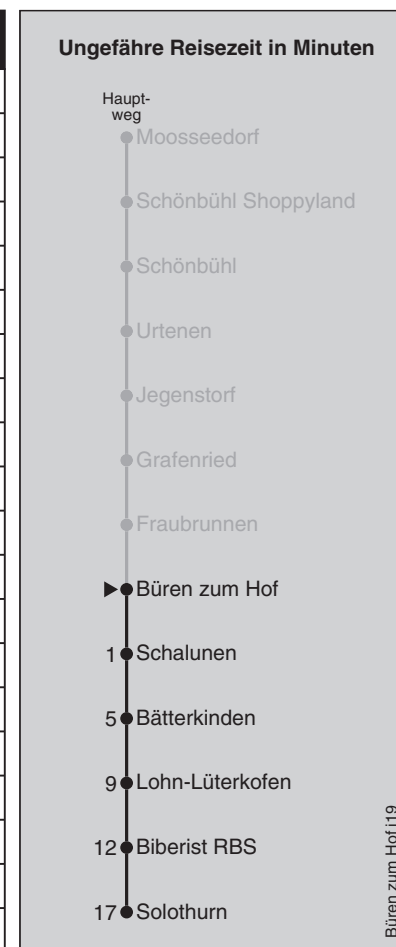 Ungefähre Reisezeit in Minuten
Haupt-
weg
Moosseedorf
Schönbühl Shoppyland
Schönbühl
Urtenen
Jegenstorf
Grafenried
Fraubrunnen
Büren zum Hof
1 Schalunen
5 Bätterkinden
9 Lohn-Lüterkofen
12 Biberist RBS
17 Solothurn
Büren zum Hof j19